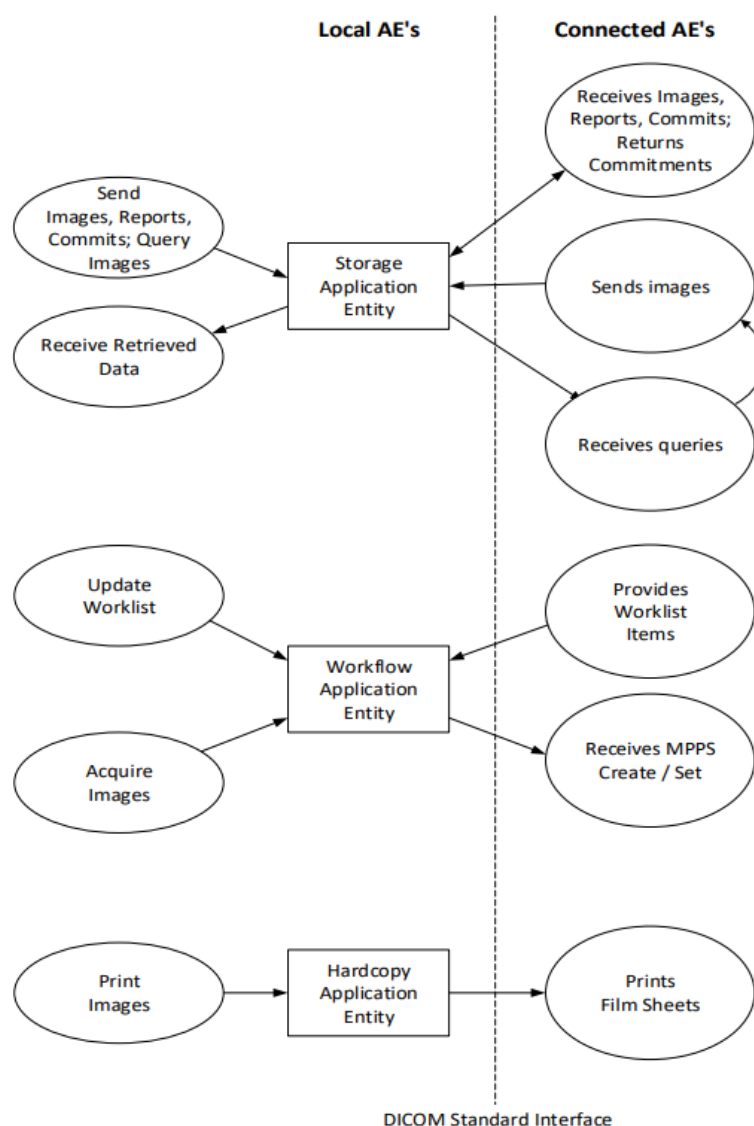 Local AE's
Connected AE's
Receives Images,
Reports, Commits;
Returns
Commitments
Send
Images, Reports,
Commits; Query
Images
Storage
Application
Entity
Sends images
Receive Retrieved
Data
Receives queries
Update
Worklist
Provides
Worklist
Items
Workflow
Application
Entity
Acquire
Images
Receives MPPS
Create / Set
Print
Images
Hardcopy
Application
Entity
Prints
Film Sheets
DICOM Standard Interface